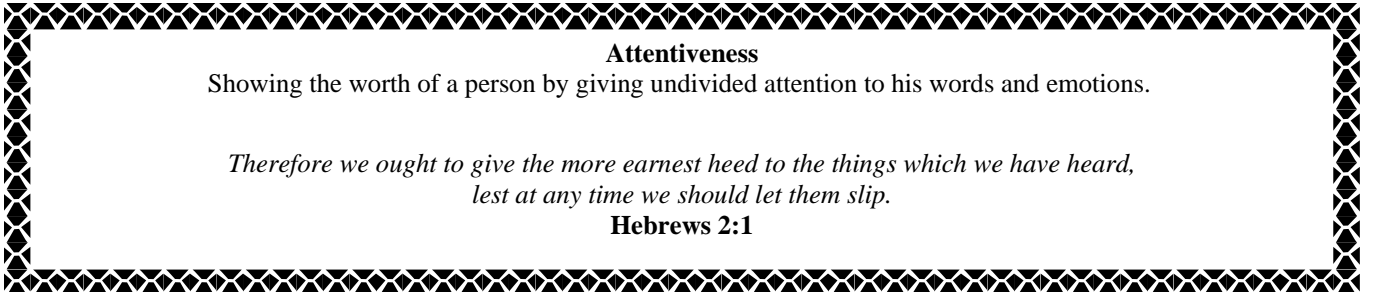 Attentiveness
Showing the worth of a person by giving undivided attention to his words and emotions.
Therefore we ought to give the more earnest heed to the things which we have heard,
lest at any time we should let them slip.
Hebrews 2:1